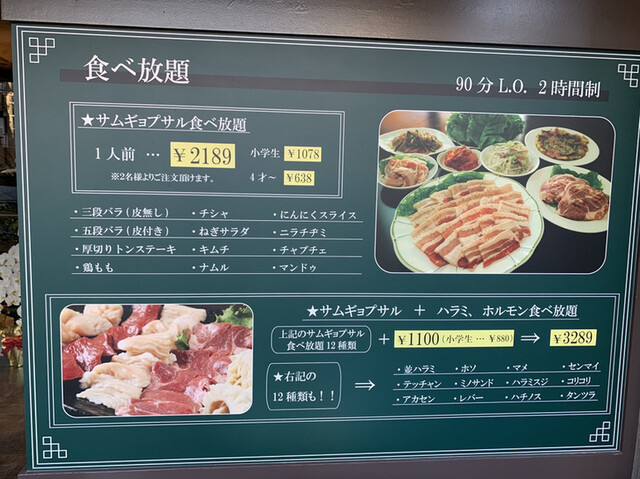 食べ放題
90分 L.O. 2時間制
★サムギョプサル食べ放題
1人前 … ￥2189 小学生 ￥1078
※2名様よりご注文頂けます。 4才～ ￥638
・三段バラ(皮無し) ・チシャ ・にんにくスライス
・五段バラ(皮付き) ・ねぎサラダ ・ニラチヂミ
・厚切りトンステーキ ・キムチ ・チャプチェ
・鶏もも ・ナムル ・マンドゥ
★サムギョプサル ＋ ハラミ、ホルモン食べ放題
上記のサムギョプサル
食べ放題12種類
＋ ￥1100(小学生 … ￥880) ⇒ ￥3289
★右記の
12種類も！！
⇒
・並ハラミ ・ホソ ・マメ ・センマイ
・テッチャン ・ミノサンド ・ハラミスジ ・コリコリ
・アカセン ・レバー ・ハチノス ・タンツラ